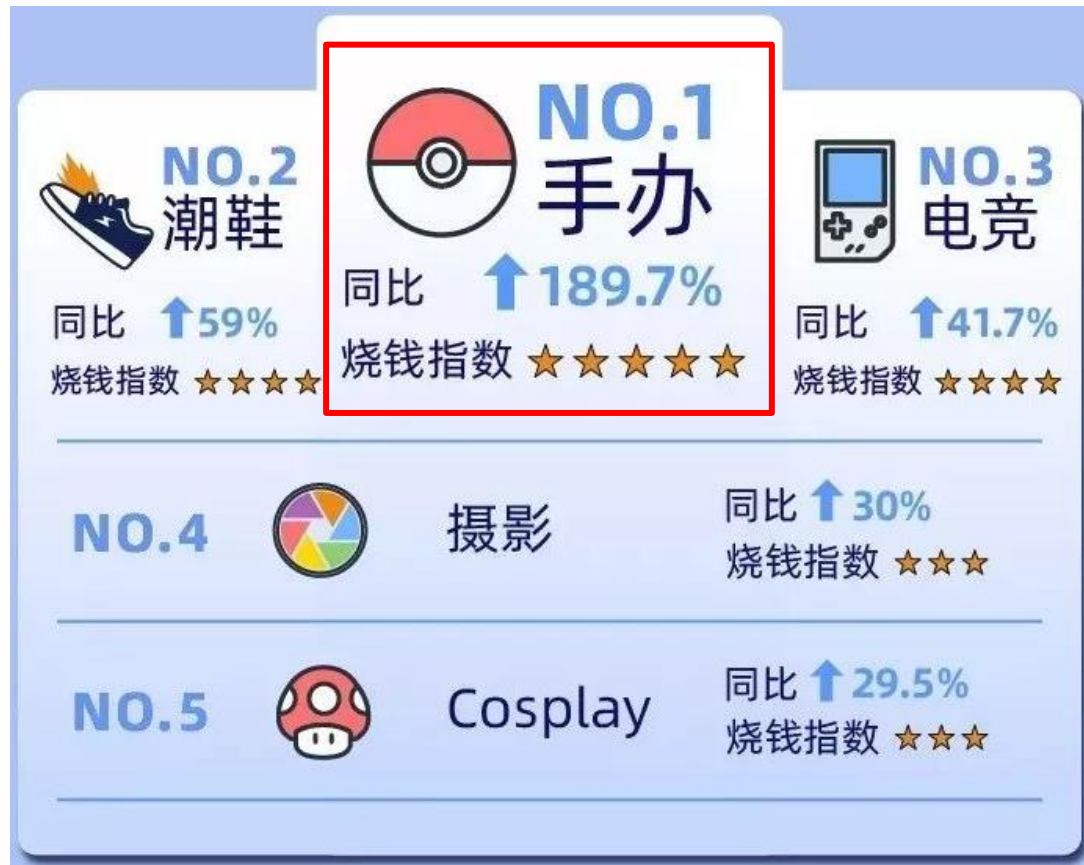 NO.1
手办
同比 189.7%
烧钱指数
NO.2
潮鞋
同比 59%
烧钱指数
NO.3
电竞
同比 41.7%
烧钱指数
NO.4
摄影
同比 30%
烧钱指数
NO.5
Cosplay
同比 29.5%
烧钱指数